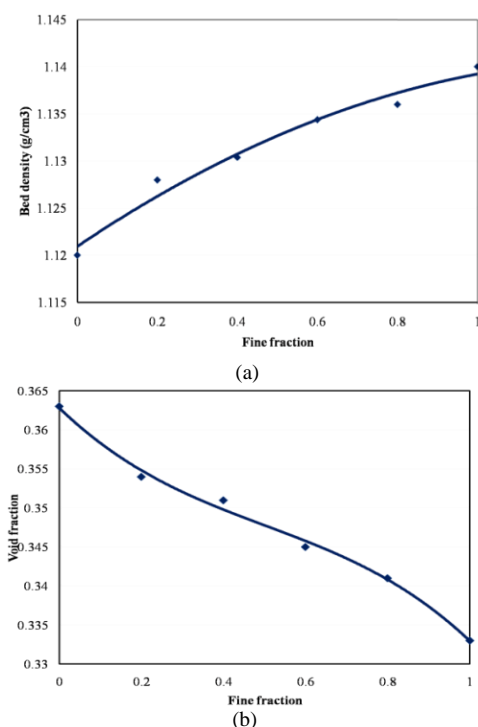 1.145
1.14
1.135
1.13
1.125
1.12
1.115
Bed density (g/cm3)
0 0.2 0.4 0.6 0.8 1
Fine fraction
(a)
0.365
0.36
0.355
0.35
0.345
0.34
0.335
0.33
Void fraction
0 0.2 0.4 0.6 0.8 1
Fine fraction
(b)